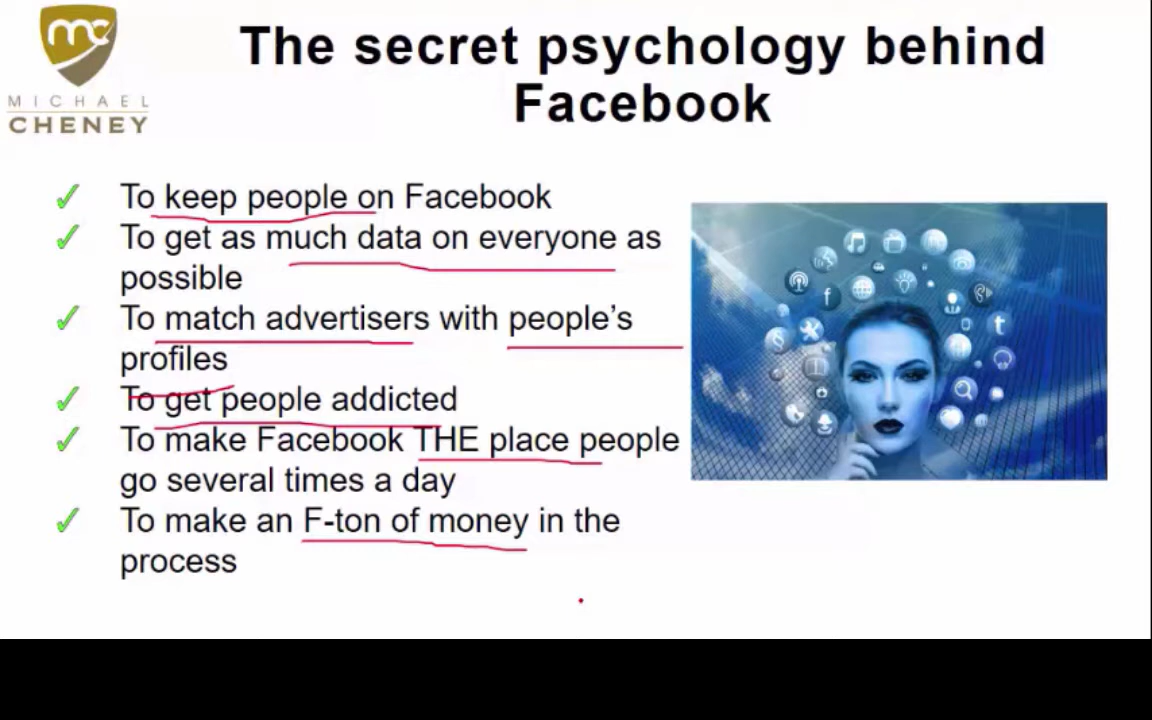 mc
MICHAEL
CHENEY
The secret psychology behind
Facebook
✓ To keep people on Facebook
✓ To get as much data on everyone as
possible
✓ To match advertisers with people's
profiles
✓ To get people addicted
✓ To make Facebook THE place people
go several times a day
✓ To make an F-ton of money in the
process
f
t